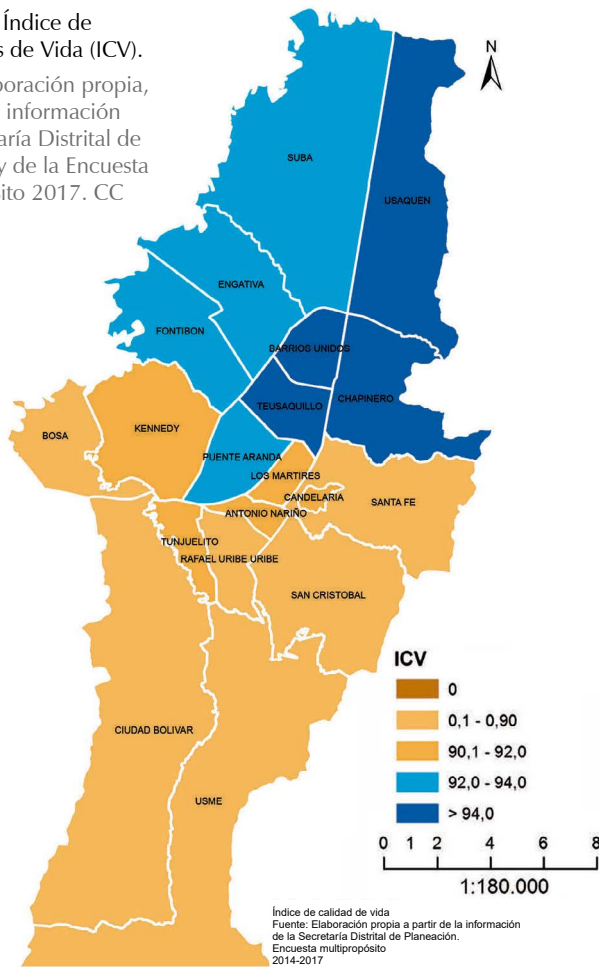 Índice de
s de Vida (ICV).
boración propia,
información
aría Distrital de
y de la Encuesta
sito 2017. CC
N
SUBA
USAQUEN
ENGATIVA
FONTIBON
BARRIOS UNIDOS
TEUSAQUILLO
CHAPINERO
KENNEDY
BOSA
PUENTE ARANDA
LOS MARTIRES
CANDELARIA
SANTA FE
ANTONIO NARIÑO
TUNJUELITO
RAFAEL URIBE URIBE
SAN CRISTOBAL
CIUDAD BOLIVAR
USME
ICV
0
0,1 - 0,90
90,1 - 92,0
92,0 - 94,0
> 94,0
0 1 2 4 6 8
1:180.000
Índice de calidad de vida
Fuente: Elaboración propia a partir de la información
de la Secretaría Distrital de Planeación.
Encuesta multipropósito
2014-2017